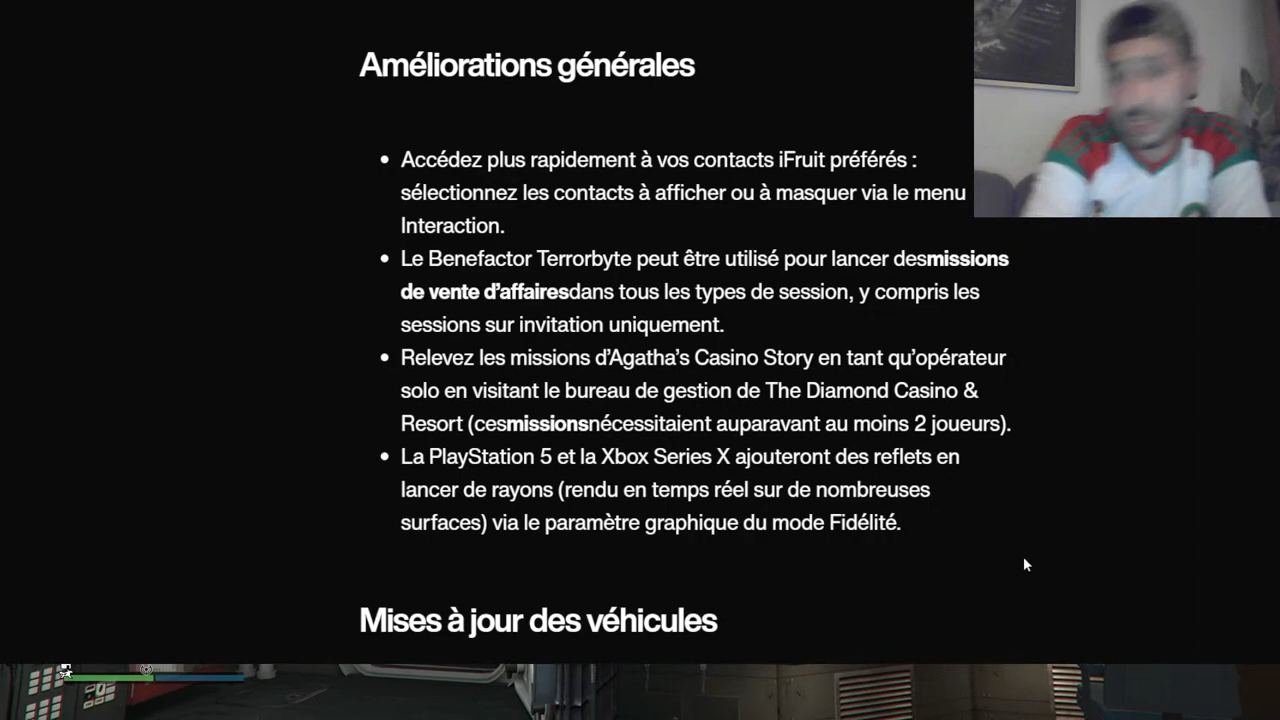 Améliorations générales
Accédez plus rapidement à vos contacts iFruit préférés :
sélectionnez les contacts à afficher ou à masquer via le menu
Interaction.
Le Benefactor Terrorbyte peut être utilisé pour lancer desmissions
de vente d’affairesdans tous les types de session, y compris les
sessions sur invitation uniquement.
Relevez les missions d’Agatha’s Casino Story en tant qu’opérateur
solo en visitant le bureau de gestion de The Diamond Casino &
Resort (cesmissionsnécessitaient auparavant au moins 2 joueurs).
La PlayStation 5 et la Xbox Series X ajouteront des reflets en
lancer de rayons (rendu en temps réel sur de nombreuses
surfaces) via le paramètre graphique du mode Fidélité.
Mises à jour des véhicules